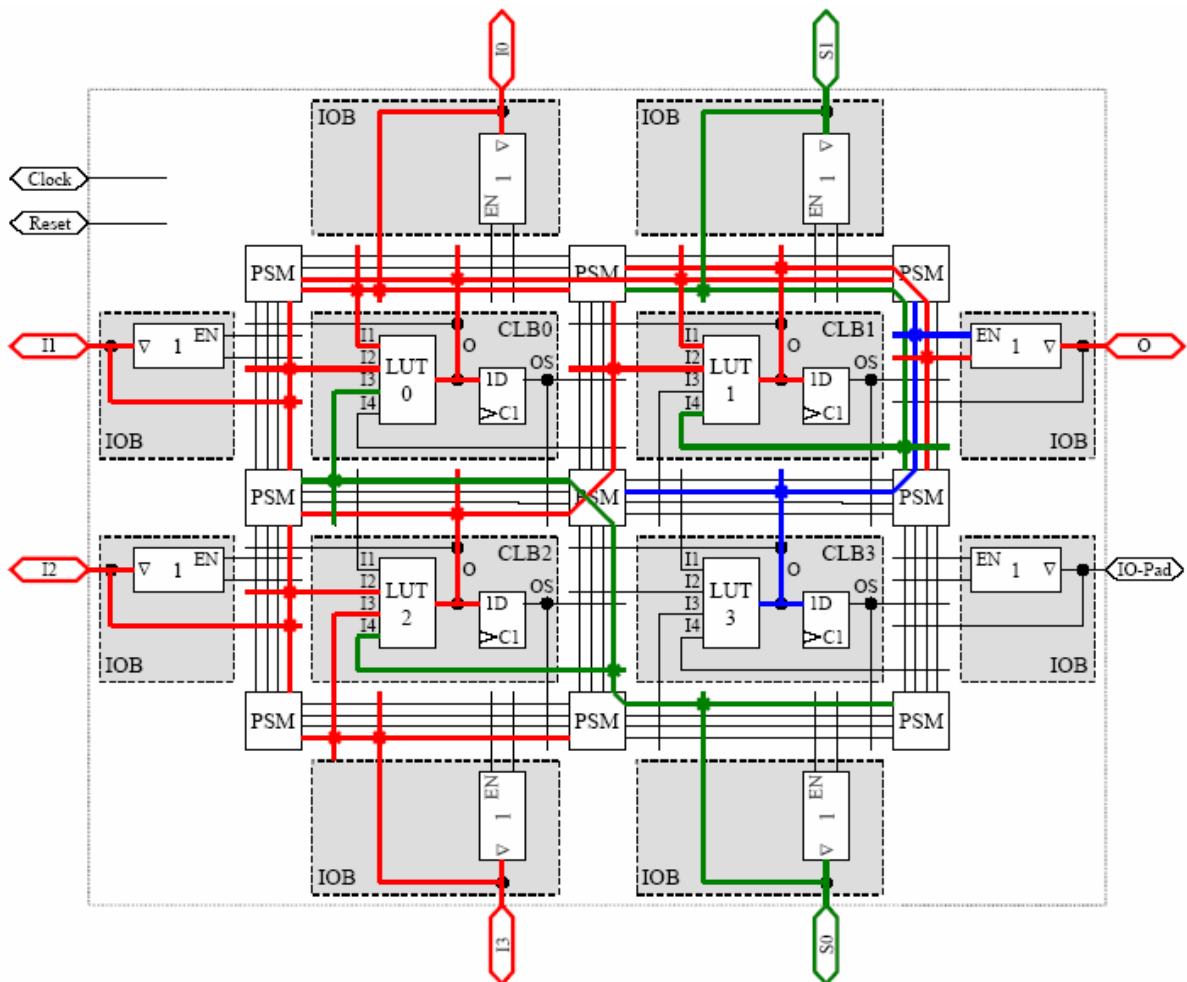 I0
S1
IOB
IOB
1
EN
1
EN
Clock
Reset
PSM
PSM
PSM
I1
1
EN
IOB
I1
I2
I3
I4
LUT
0
O
CLB0
1D
C1
OS
I1
I2
I3
I4
LUT
1
O
CLB1
1D
C1
OS
EN
1
IOB
O
PSM
PSM
PSM
I2
1
EN
IOB
I1
I2
I3
I4
LUT
2
O
CLB2
1D
C1
OS
I1
I2
I3
I4
LUT
3
O
CLB3
1D
C1
OS
EN
1
IOB
IO-Pad
PSM
PSM
PSM
EN
1
IOB
EN
1
IOB
I3
S0